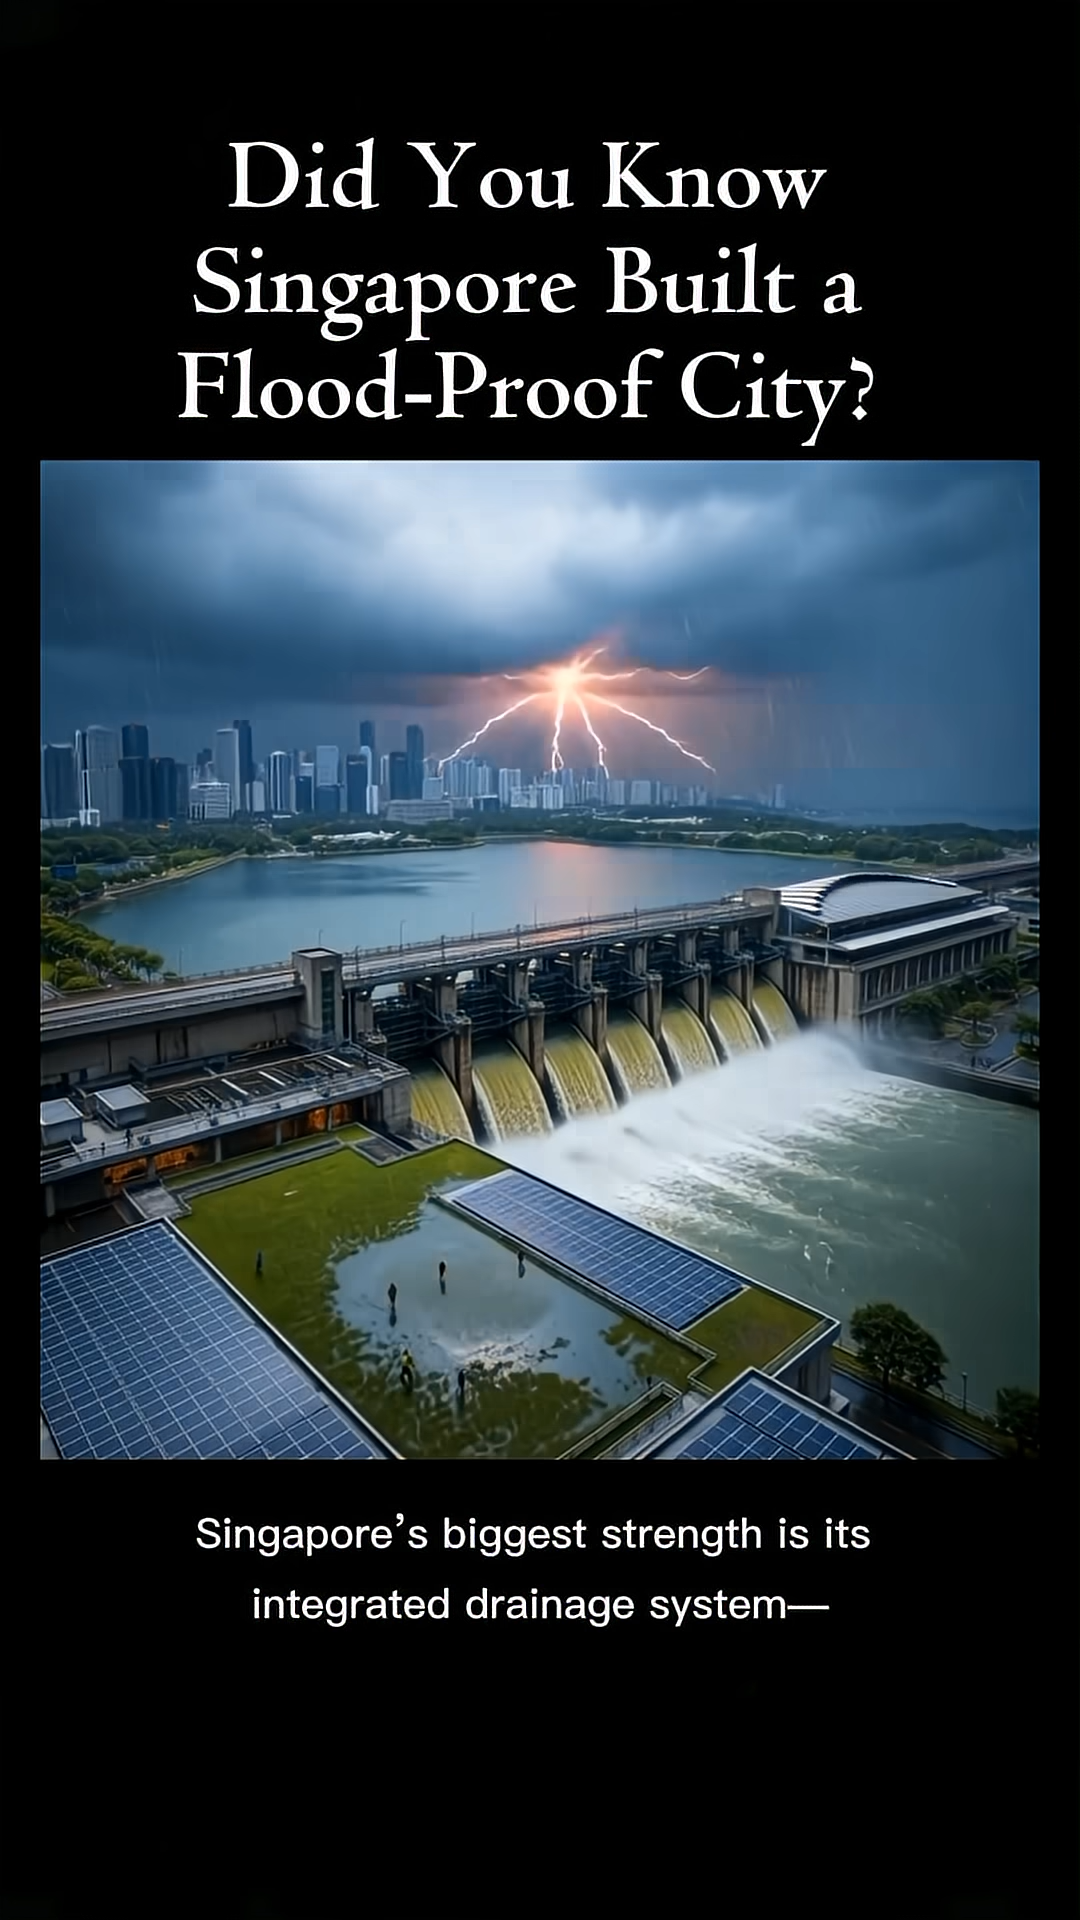 Did You Know
Singapore Built a
Flood-Proof City?
Singapore’s biggest strength is its
integrated drainage system—